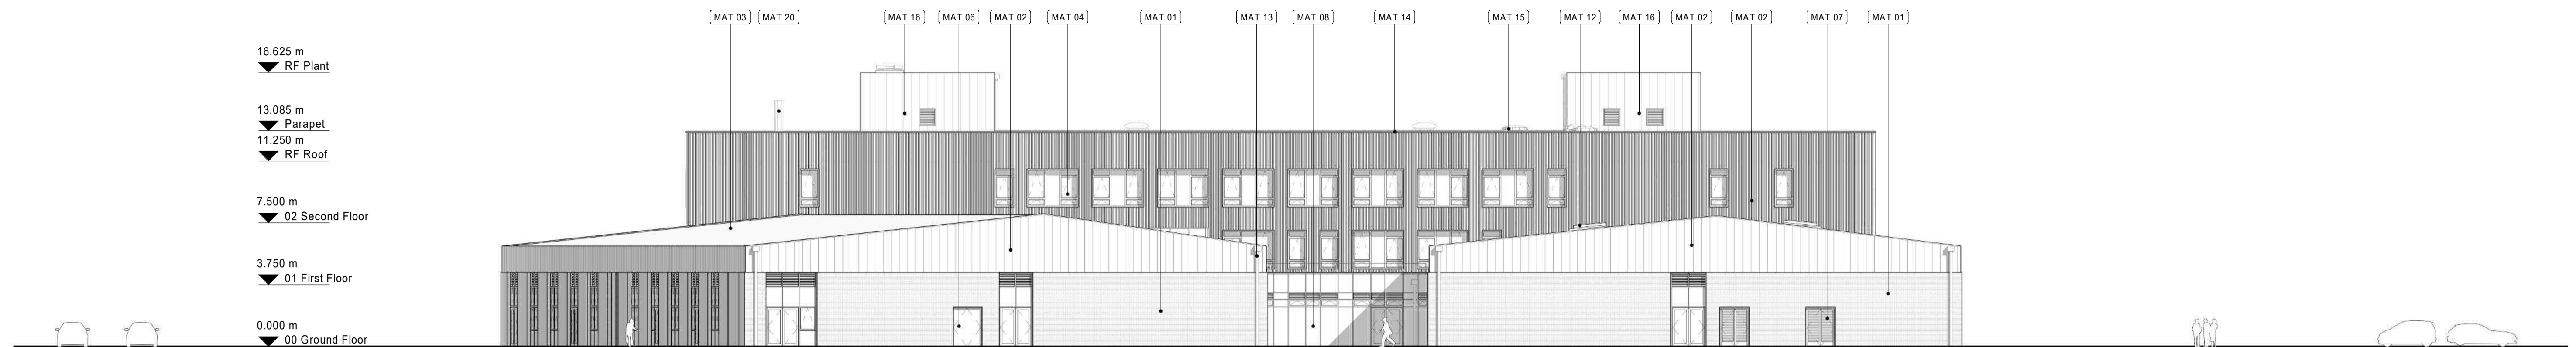 MAT 03
MAT 20
MAT 16
MAT 06
MAT 02
MAT 04
MAT 01
MAT 13
MAT 08
MAT 14
MAT 15
MAT 12
MAT 16
MAT 02
MAT 02
MAT 07
MAT 01
16.625 m
RF Plant
13.085 m
Parapet
11.250 m
RF Roof
7.500 m
02 Second Floor
3.750 m
01 First Floor
0.000 m
00 Ground Floor